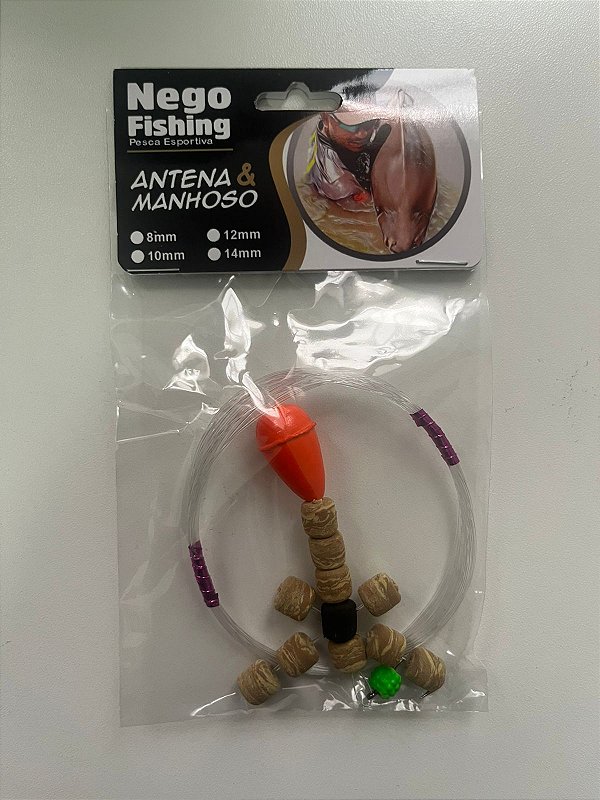 Nego
Fishing
Pesca Esportiva
ANTENA &
MANHOSO
8mm
12mm
10mm
14mm